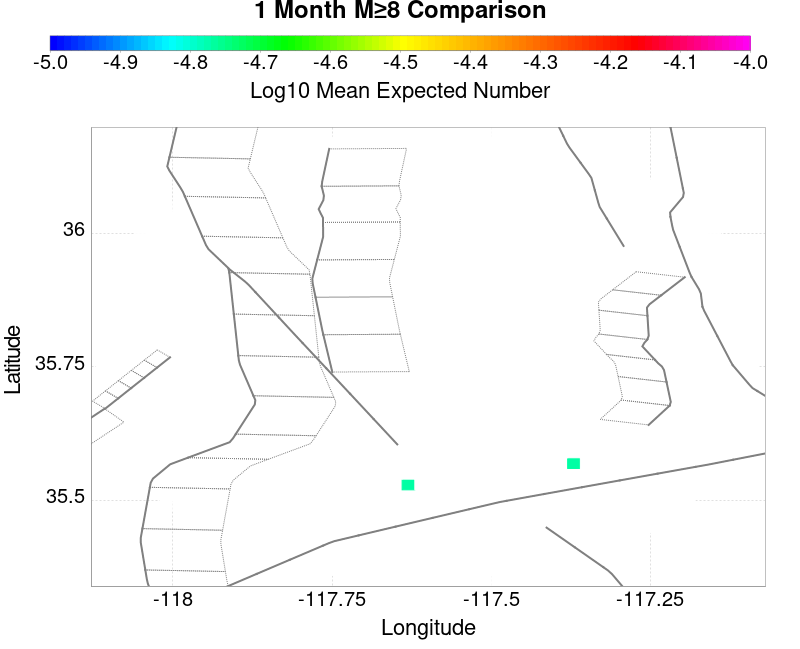 1 Month M≥8 Comparison
-5.0 -4.9 -4.8 -4.7 -4.6 -4.5 -4.4 -4.3 -4.2 -4.1 -4.0
Log10 Mean Expected Number
36
35.75
35.5
Latitude
-118 -117.75 -117.5 -117.25
Longitude